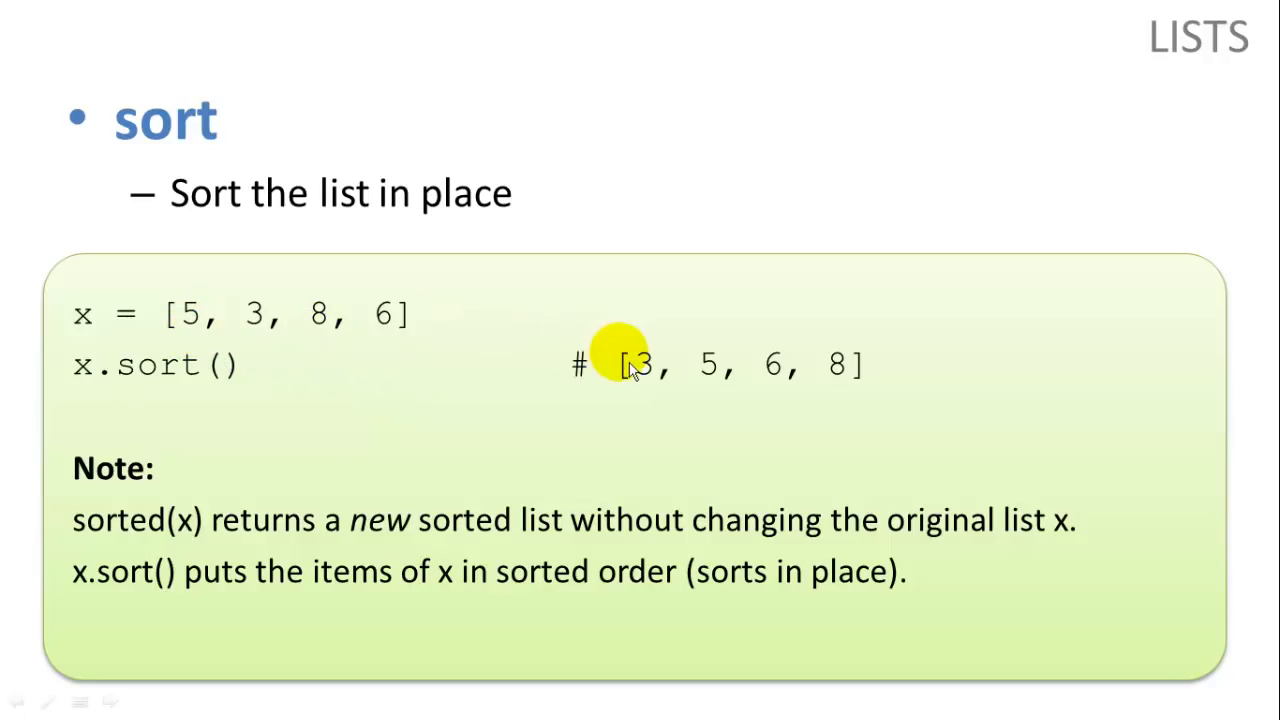 LISTS
• sort
– Sort the list in place
x = [5, 3, 8, 6]
x.sort() # [3, 5, 6, 8]
Note:
sorted(x) returns a new sorted list without changing the original list x.
x.sort() puts the items of x in sorted order (sorts in place).